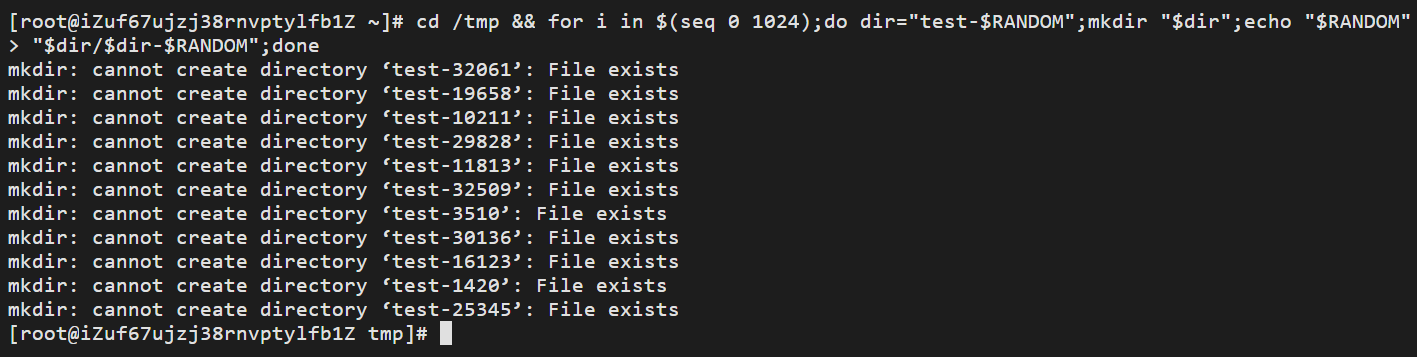 [root@iZuf67ujzj38rnvptylfb1Z ~]# cd /tmp && for i in $(seq 0 1024);do dir="test-$RANDOM";mkdir "$dir";echo "$RANDOM"
> "$dir/$dir-$RANDOM";done
mkdir: cannot create directory ‘test-32061’: File exists
mkdir: cannot create directory ‘test-19658’: File exists
mkdir: cannot create directory ‘test-10211’: File exists
mkdir: cannot create directory ‘test-29828’: File exists
mkdir: cannot create directory ‘test-11813’: File exists
mkdir: cannot create directory ‘test-32509’: File exists
mkdir: cannot create directory ‘test-3510’: File exists
mkdir: cannot create directory ‘test-30136’: File exists
mkdir: cannot create directory ‘test-16123’: File exists
mkdir: cannot create directory ‘test-1420’: File exists
mkdir: cannot create directory ‘test-25345’: File exists
[root@iZuf67ujzj38rnvptylfb1Z tmp]#